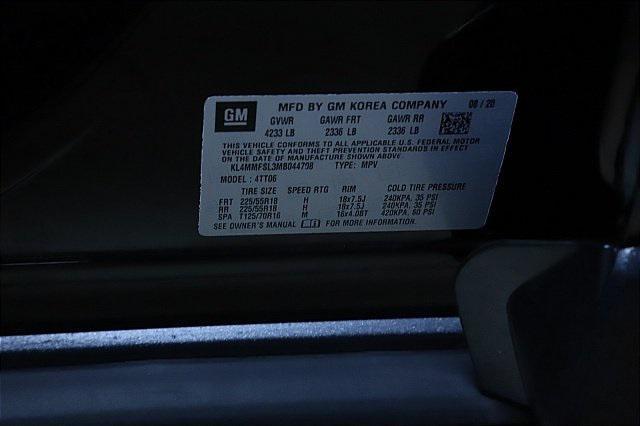 GM MFD BY GM KOREA COMPANY 08 / 20
GVWR GAWR FRT GAWR RR
4233 LB 2336 LB 2336 LB
THIS VEHICLE CONFORMS TO ALL APPLICABLE U.S. FEDERAL MOTOR
VEHICLE SAFETY AND THEFT PREVENTION STANDARDS IN EFFECT
ON THE DATE OF MANUFACTURE SHOWN ABOVE.
KL4MMFSL3MB044798 TYPE: MPV
MODEL: 4TT06
TIRE SIZE SPEED RTG RIM COLD TIRE PRESSURE
FRT 225/55R18 H 18x7.5J 240KPA, 35 PSI
RR 225/55R18 H 18x7.5J 240KPA, 35 PSI
SPA T125/70R16 M 16x4.0BT 420KPA, 60 PSI
SEE OWNER'S MANUAL FOR MORE INFORMATION.